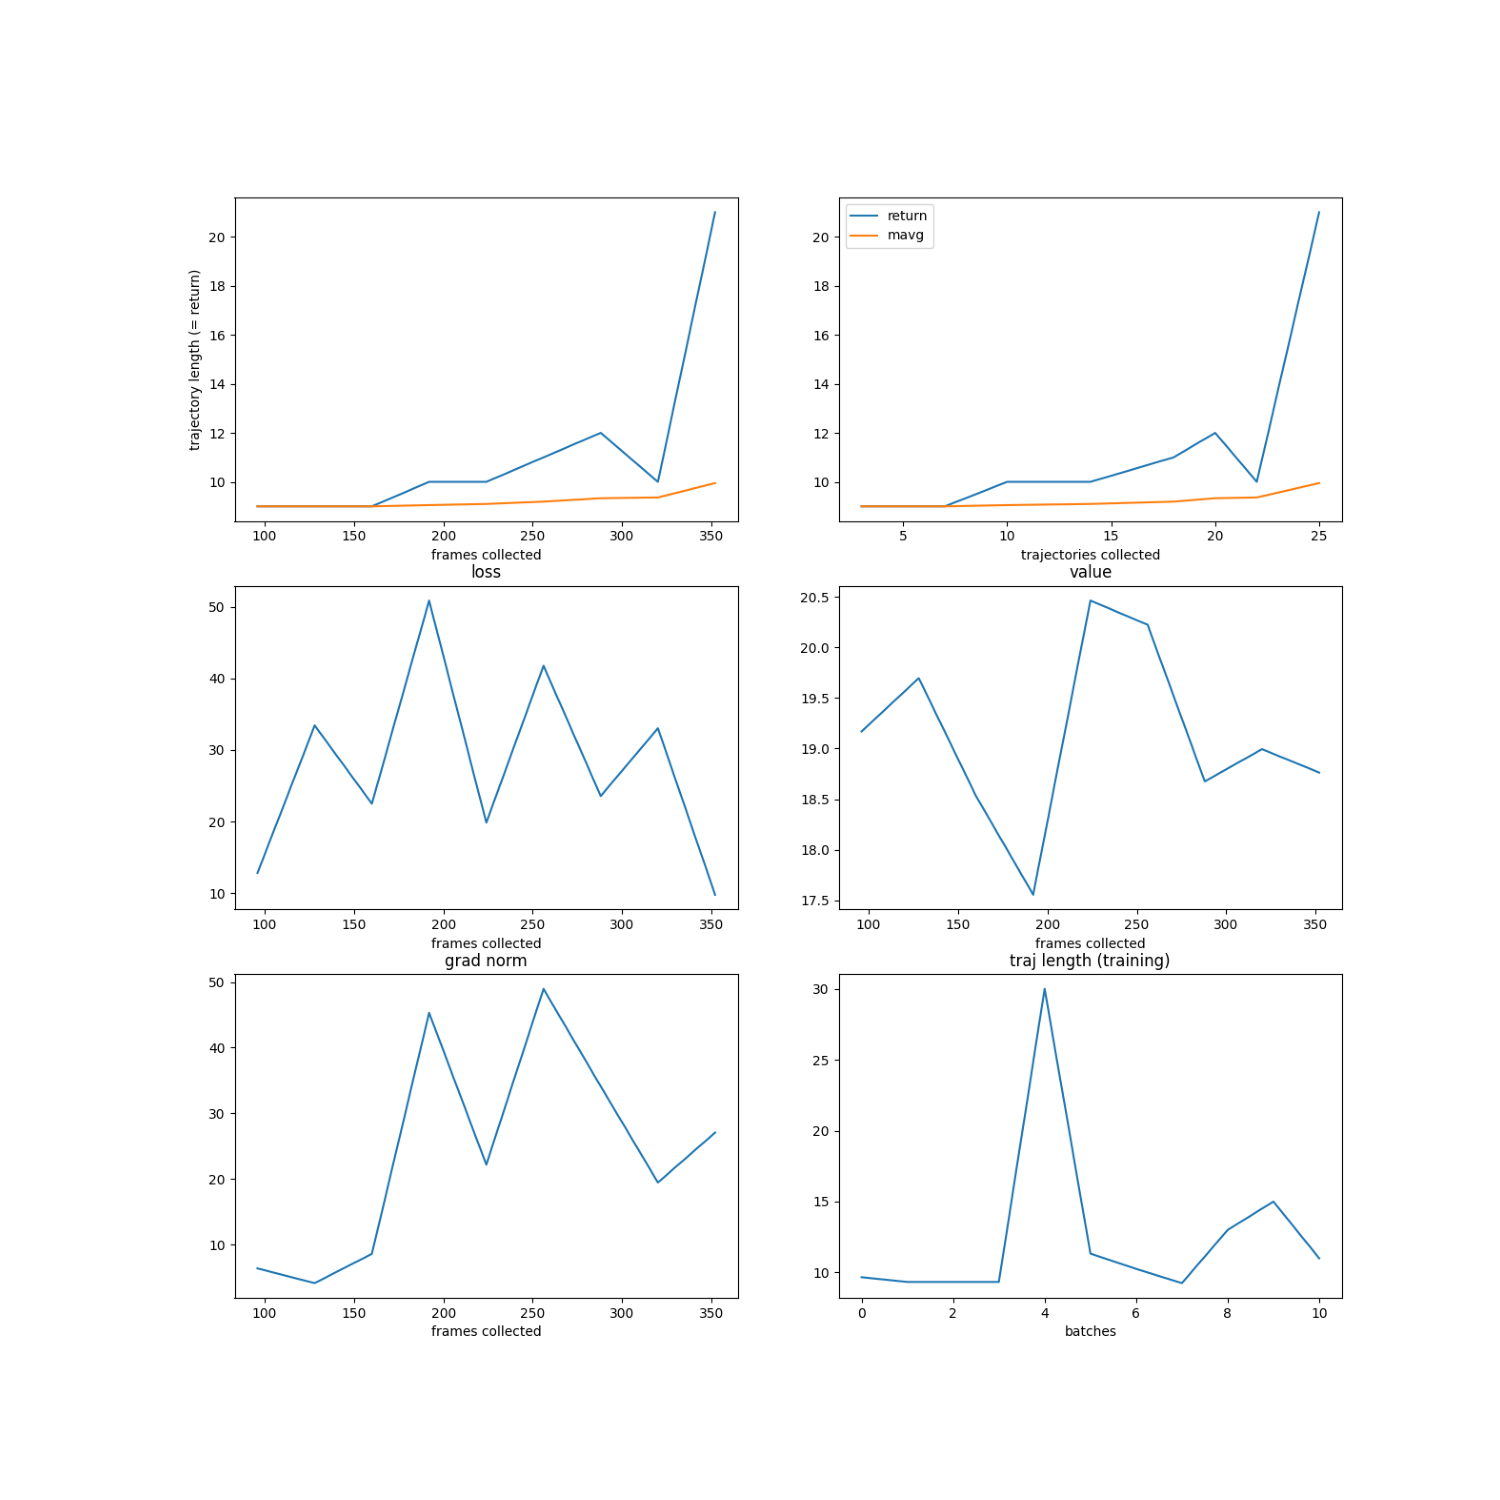 trajectory length (= return)
20
18
16
14
12
10
100 150 200 250 300 350
frames collected
return
mavg
20
18
16
14
12
10
5 10 15 20 25
trajectories collected
loss
50
40
30
20
10
100 150 200 250 300 350
frames collected
value
20.5
20.0
19.5
19.0
18.5
18.0
17.5
100 150 200 250 300 350
frames collected
grad norm
50
40
30
20
10
100 150 200 250 300 350
frames collected
traj length (training)
30
25
20
15
10
0 2 4 6 8 10
batches